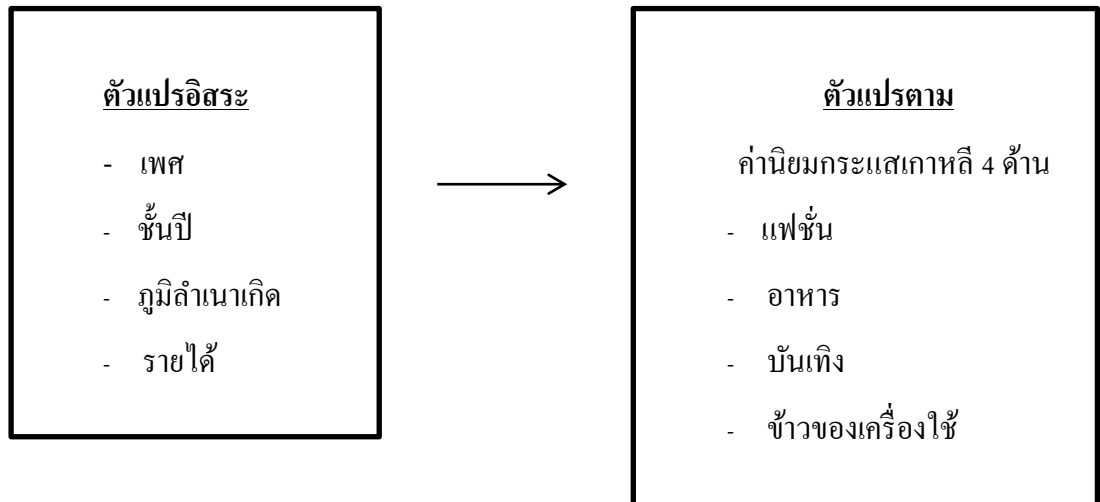 ตัวแปรอิสระ
- เพศ
- ชั้นปี
- ภูมิลำเนาเกิด
- รายได้
ตัวแปรตาม
ค่านิยมกระแสเกาหลี 4 ด้าน
- แฟชั่น
- อาหาร
- บันเทิง
- ข้าวของเครื่องใช้